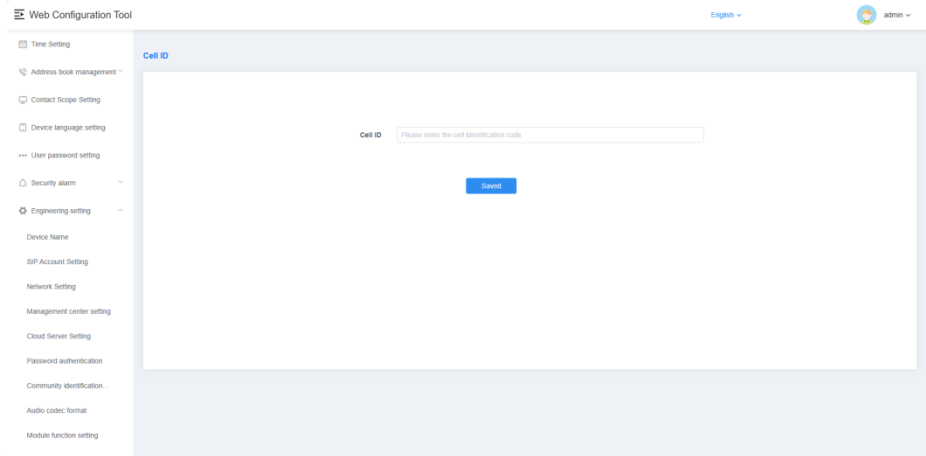 Web Configuration Tool
English
admin
Time Setting
Address book management
Contact Scope Setting
Device language setting
User password setting
Security alarm
Engineering setting
Device Name
SIP Account Setting
Network Setting
Management center setting
Cloud Server Setting
Password authentication
Community identification...
Audio codec format
Module function setting
Cell ID
Cell ID Please enter the cell identification code
Saved